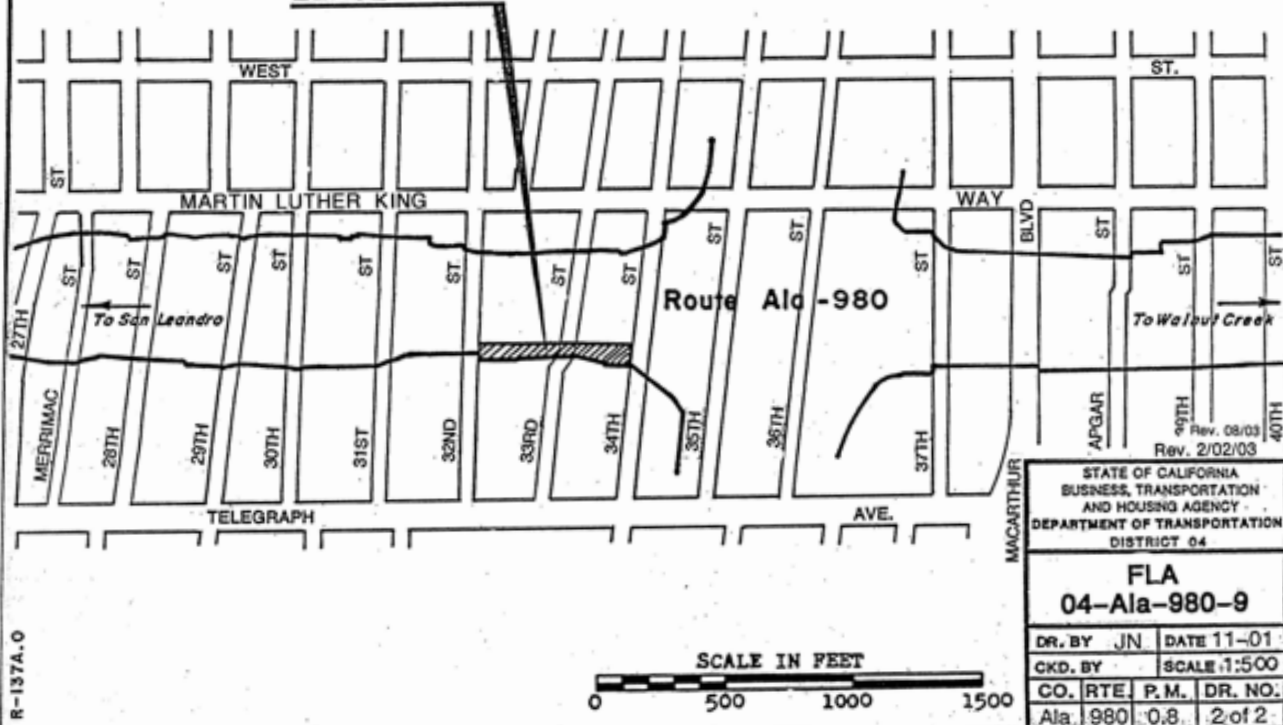 WEST ST.
ST
MARTIN LUTHER KING WAY
BLVD
ST
ST
ST
ST
ST
ST
ST
ST
ST
ST
ST
ST
ST
ST
Route Ala-980
To San Leandro
To Walnut Creek
27TH
MERRIMAC
28TH
29TH
30TH
31ST
32ND
33RD
34TH
35TH
36TH
37TH
MACARTHUR
APGAR
39TH
40TH
TELEGRAPH AVE.
Rev. 08/03
Rev. 2/02/03
STATE OF CALIFORNIA
BUSINESS, TRANSPORTATION
AND HOUSING AGENCY
DEPARTMENT OF TRANSPORTATION
DISTRICT 04
FLA
04-Ala-980-9
DR. BY JN DATE 11-01
CKD. BY SCALE 1:500
CO. RTE. P.M. DR. NO.
Ala 980 0.8 2 of 2
SCALE IN FEET
0 500 1000 1500
R-137A.0